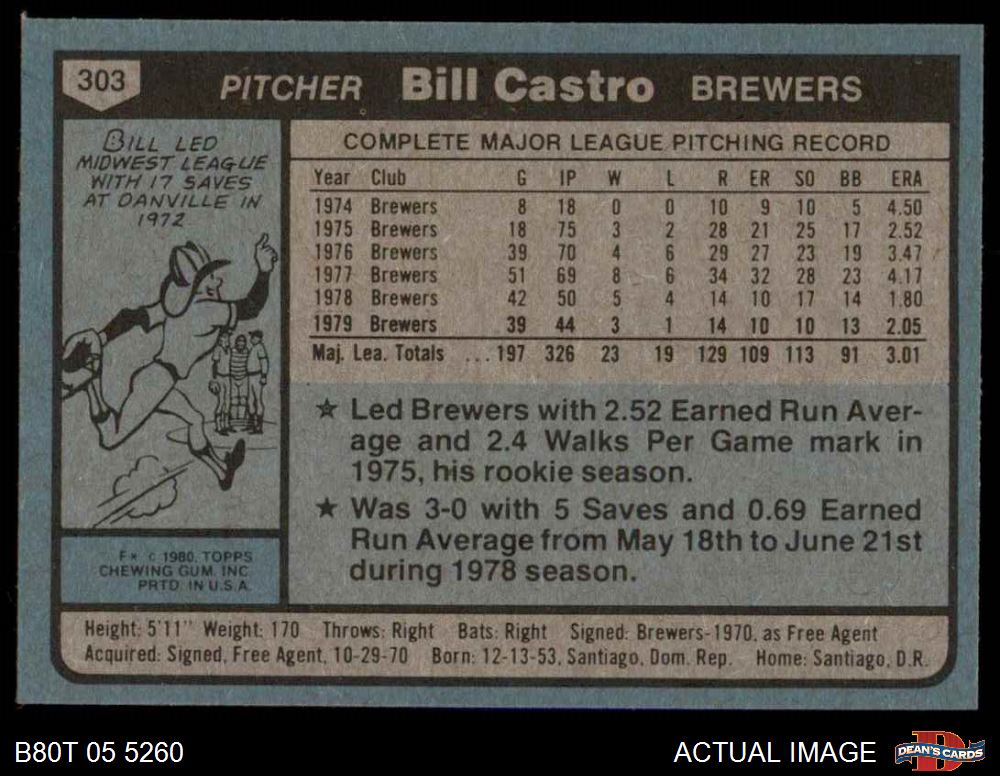 303
PITCHER Bill Castro BREWERS
BILL LED
MIDWEST LEAGUE
WITH 17 SAVES
AT DANVILLE IN
1972
COMPLETE MAJOR LEAGUE PITCHING RECORD
Year Club G IP W L R ER SO BB ERA
1974 Brewers 8 18 0 0 10 9 10 5 4.50
1975 Brewers 18 75 3 2 28 21 25 17 2.52
1976 Brewers 39 70 4 6 29 27 23 19 3.47
1977 Brewers 51 69 8 6 34 32 28 23 4.17
1978 Brewers 42 50 5 4 14 10 17 14 1.80
1979 Brewers 39 44 3 1 14 10 10 13 2.05
Maj. Lea. Totals ...197 326 23 19 129 109 113 91 3.01
★ Led Brewers with 2.52 Earned Run Aver-
age and 2.4 Walks Per Game mark in
1975, his rookie season.
★ Was 3-0 with 5 Saves and 0.69 Earned
Run Average from May 18th to June 21st
during 1978 season.
F* © 1980, TOPPS
CHEWING GUM, INC.
PRTD. IN U.S.A.
Height: 5'11" Weight: 170 Throws: Right Bats: Right Signed: Brewers-1970, as Free Agent
Acquired: Signed, Free Agent, 10-29-70 Born: 12-13-53, Santiago, Dom. Rep. Home: Santiago, D.R.
B80T 05 5260
ACTUAL IMAGE
DEAN'S CARDS